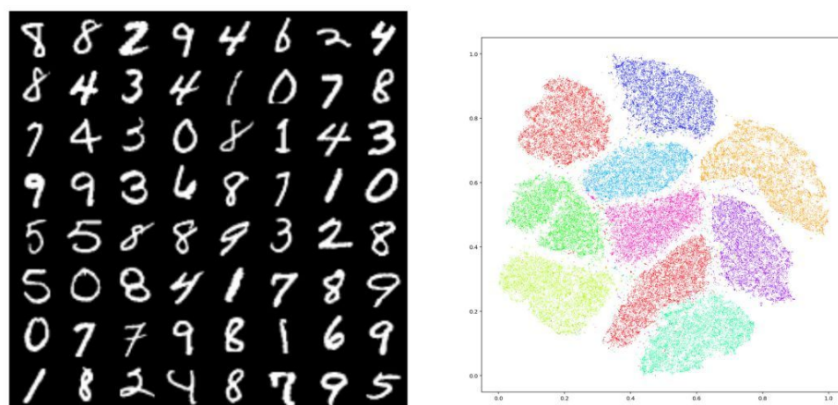 8 8 2 9 4 6 2 4
8 4 3 4 1 0 7 8
7 4 3 0 8 1 4 3
9 9 3 6 8 7 1 0
5 5 8 8 9 3 2 8
5 0 8 4 1 7 8 9
0 7 7 9 8 1 6 9
1 8 2 4 8 7 9 5
1.0
0.8
0.6
0.4
0.2
0.0
0.0 0.2 0.4 0.6 0.8 1.0